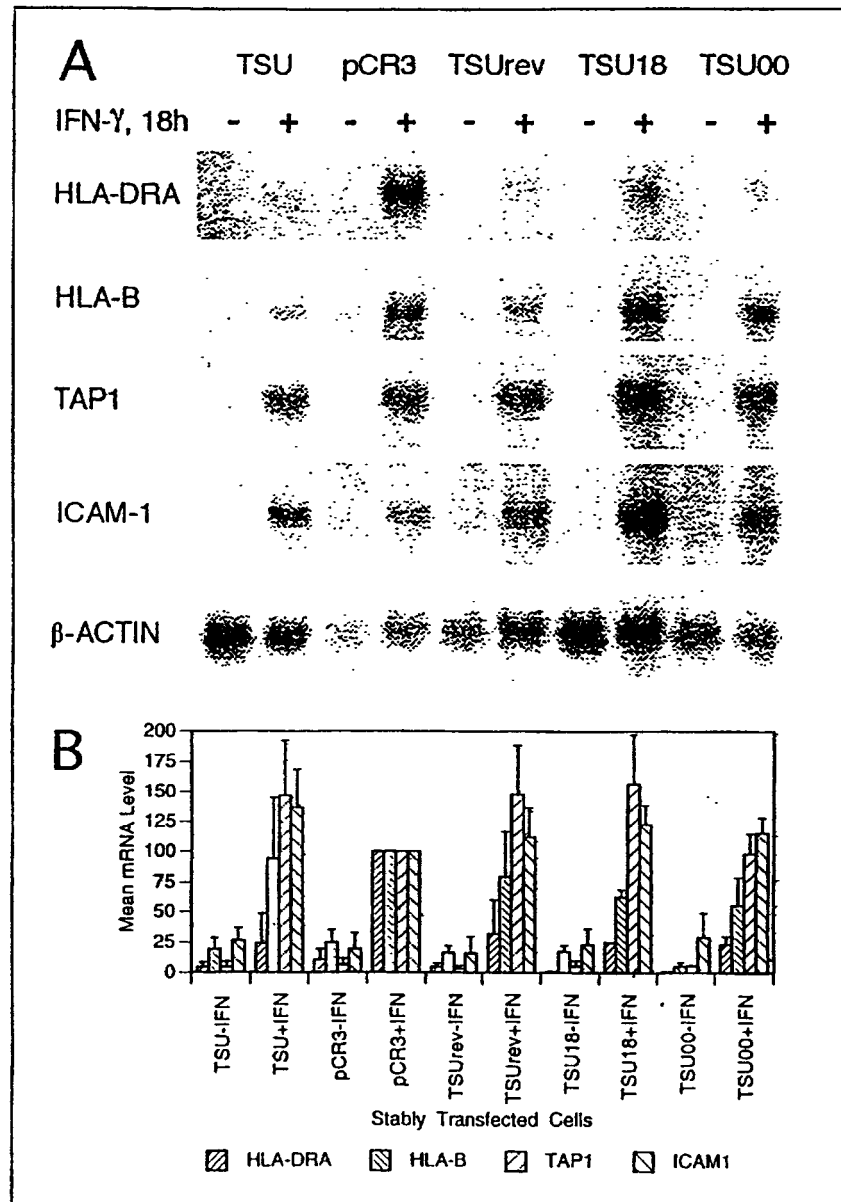 A
TSU pCR3 TSUrev TSU18 TSU00
IFN-γ, 18h - + - + - + - + - +
HLA-DRA
HLA-B
TAP1
ICAM-1
β-ACTIN
B
Mean mRNA Level
200
175
150
125
100
75
50
25
0
TSU-IFN
TSU+IFN
pCR3-IFN
pCR3+IFN
TSUrev-IFN
TSUrev+IFN
TSU18-IFN
TSU18+IFN
TSU00-IFN
TSU00+IFN
Stably Transfected Cells
HLA-DRA HLA-B TAP1 ICAM1